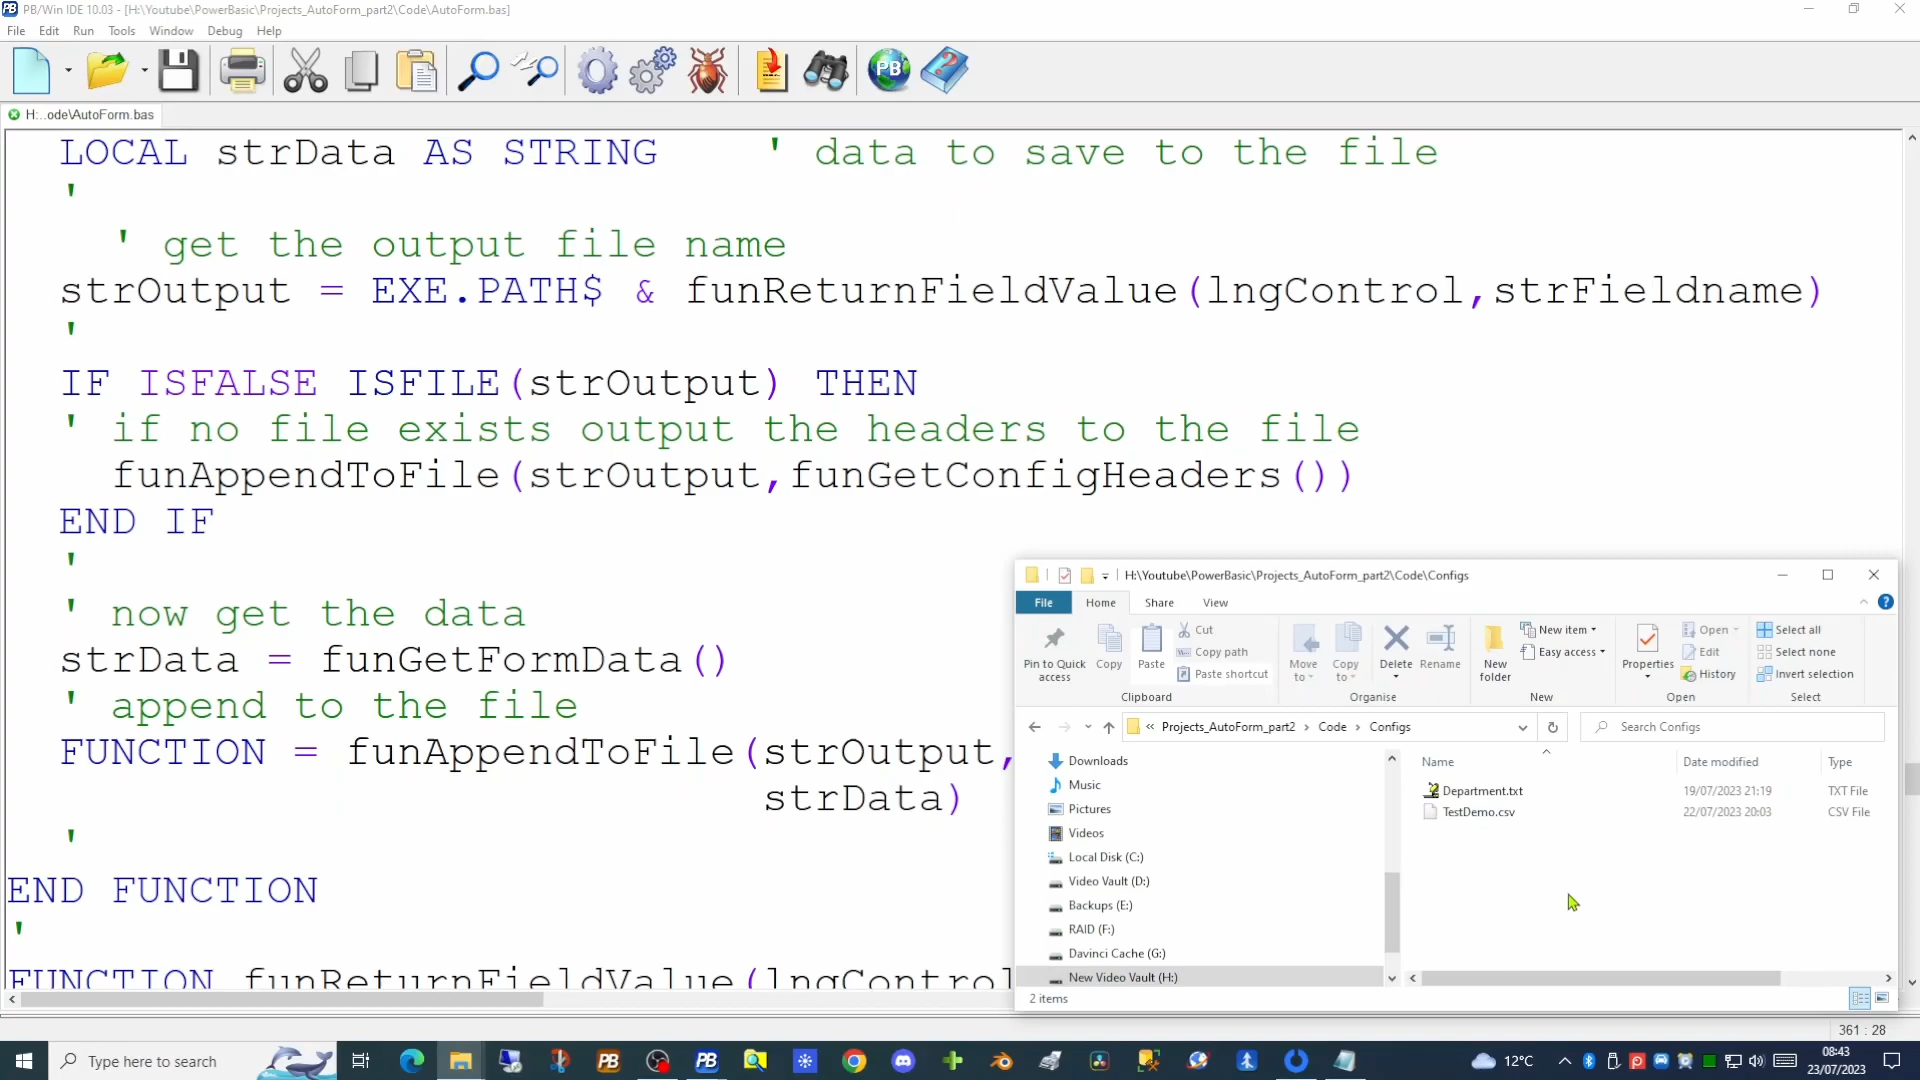 PB/Win IDE 10.03 - [H:\Youtube\PowerBasic\Projects_AutoForm_part2\Code\AutoForm.bas]
File Edit Run Tools Window Debug Help
H:..ode\AutoForm.bas
LOCAL strData AS STRING ' data to save to the file
'
' get the output file name
strOutput = EXE.PATH$ & funReturnFieldValue(lngControl,strFieldname)
'
IF ISFALSE ISFILE(strOutput) THEN
' if no file exists output the headers to the file
funAppendToFile(strOutput,funGetConfigHeaders())
END IF
'
' now get the data
strData = funGetFormData()
' append to the file
FUNCTION = funAppendToFile(strOutput,
strData)
'
END FUNCTION
'
FUNCTION funReturnFieldValue(lngControl
H:\Youtube\PowerBasic\Projects_AutoForm_part2\Code\Configs
File Home Share View
Pin to Quick access
Copy
Paste
Cut
Copy path
Paste shortcut
Clipboard
Move to
Copy to
Delete
Rename
Organise
New folder
New item
Easy access
New
Properties
Open
Edit
History
Open
Select all
Select none
Invert selection
Select
« Projects_AutoForm_part2 › Code › Configs
Search Configs
Downloads
Music
Pictures
Videos
Local Disk (C:)
Video Vault (D:)
Backups (E:)
RAID (F:)
Davinci Cache (G:)
New Video Vault (H:)
Name Date modified Type
Department.txt 19/07/2023 21:19 TXT File
TestDemo.csv 22/07/2023 20:03 CSV File
2 items
361 : 28
Type here to search
12°C
08:43
23/07/2023